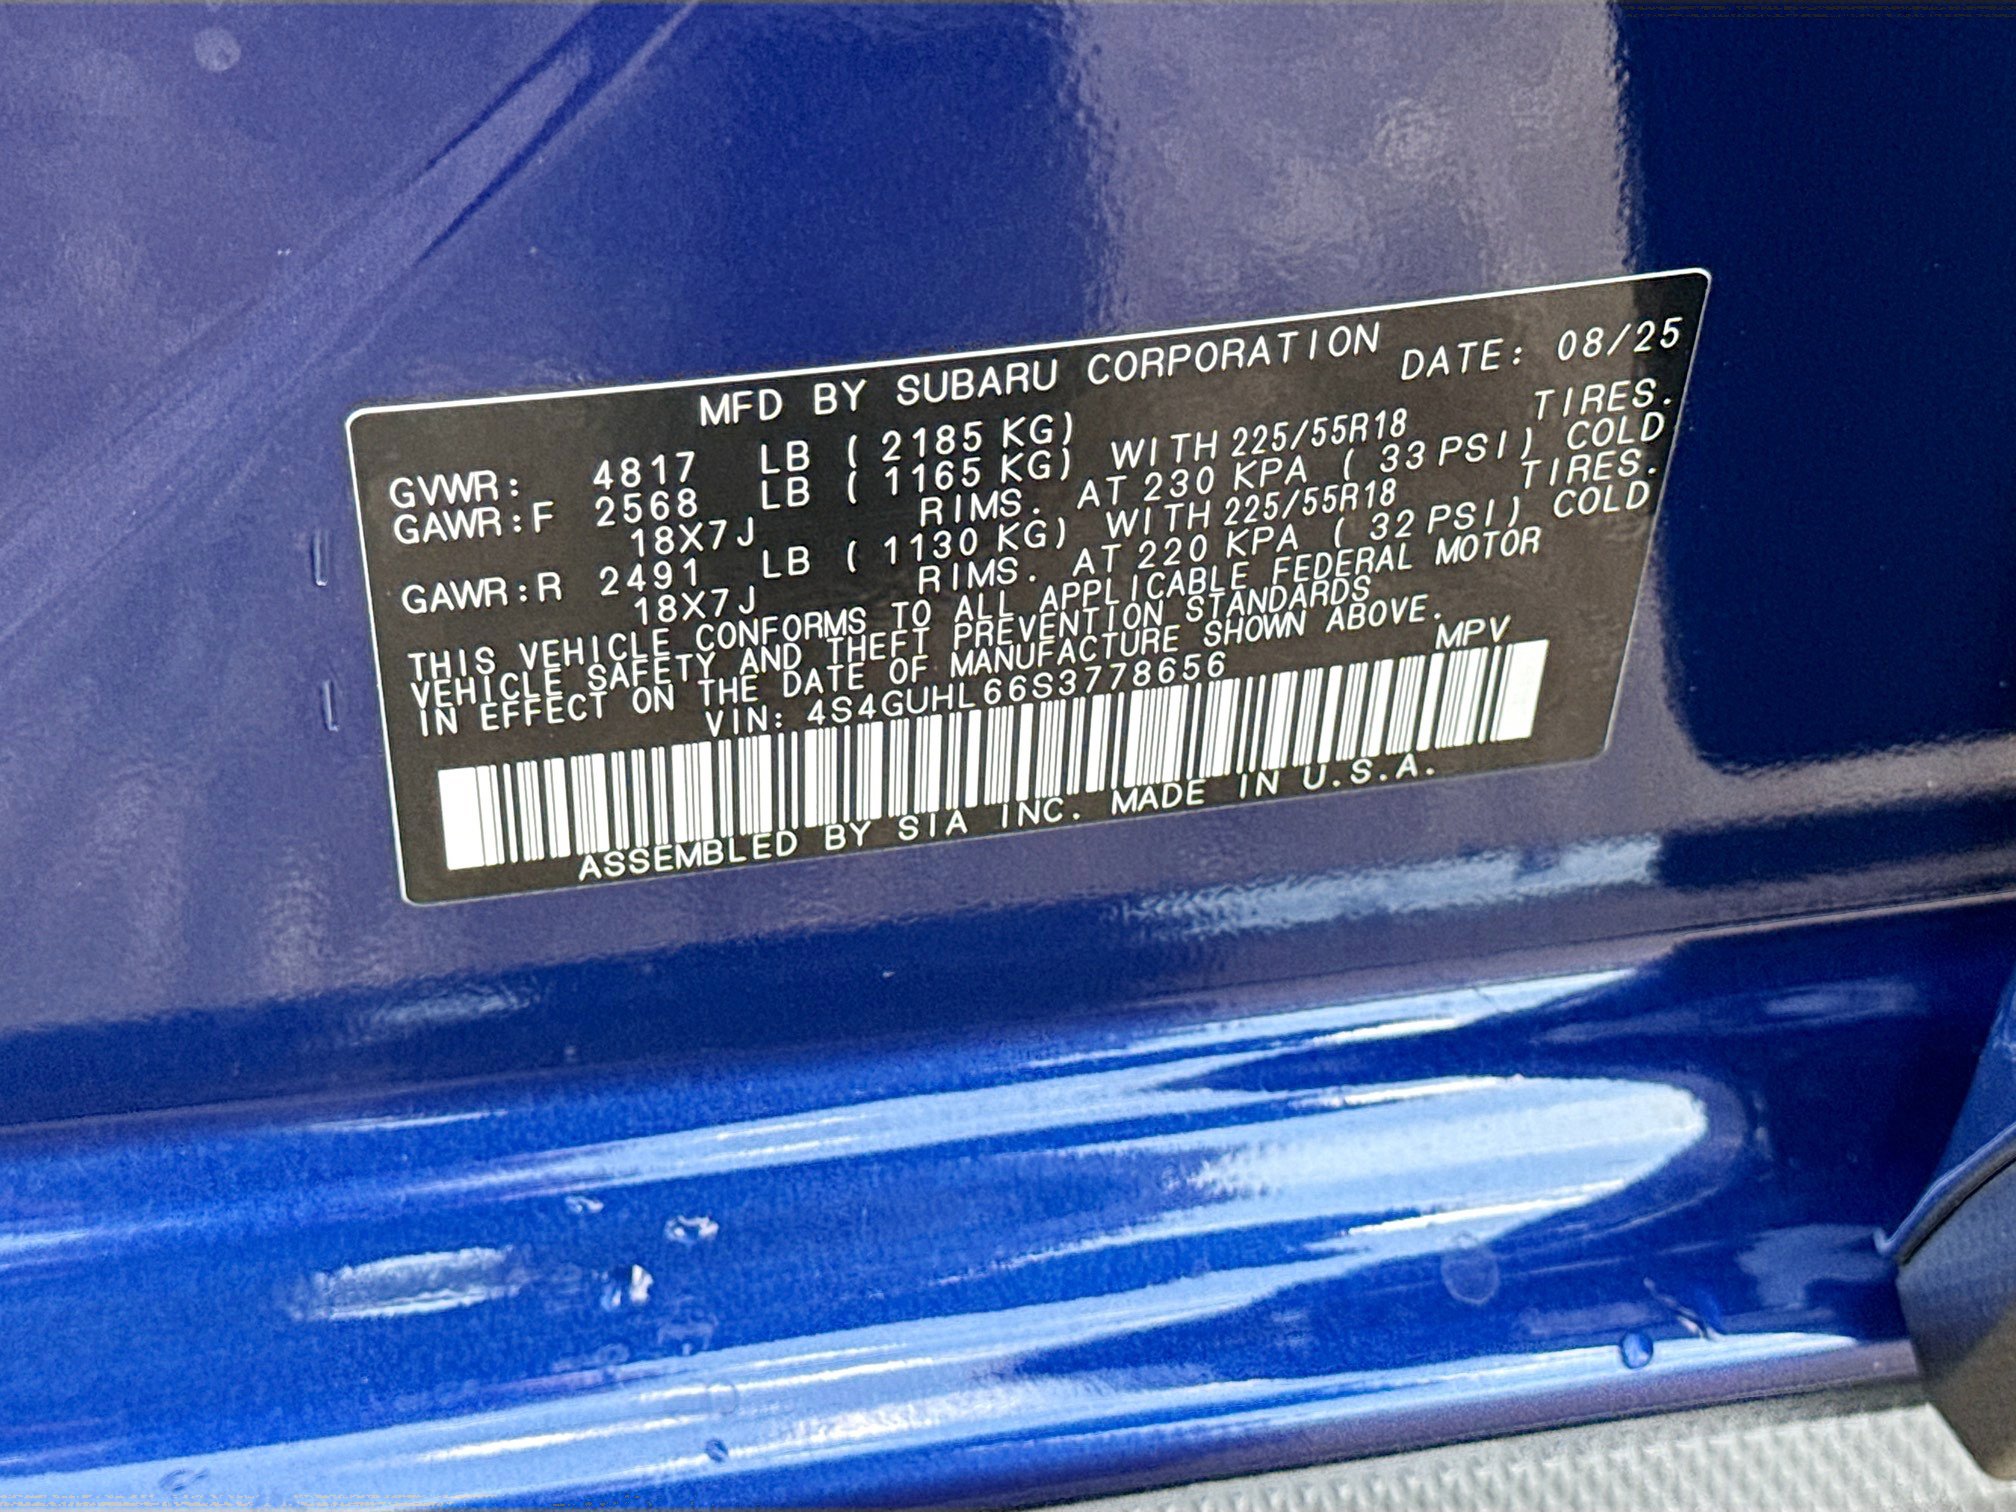 MFD BY SUBARU CORPORATION DATE: 08/25
GVWR: 4817 LB ( 2185 KG)
GAWR:F 2568 LB ( 1165 KG) WITH 225/55R18 TIRES.
18X7J RIMS. AT 230 KPA ( 33 PSI) COLD
GAWR:R 2491 LB ( 1130 KG) WITH 225/55R18 TIRES.
18X7J RIMS. AT 220 KPA ( 32 PSI) COLD
THIS VEHICLE CONFORMS TO ALL APPLICABLE FEDERAL MOTOR
VEHICLE SAFETY AND THEFT PREVENTION STANDARDS
IN EFFECT ON THE DATE OF MANUFACTURE SHOWN ABOVE.
VIN: 4S4GUHL66S3778656 MPV
ASSEMBLED BY SIA INC. MADE IN U.S.A.